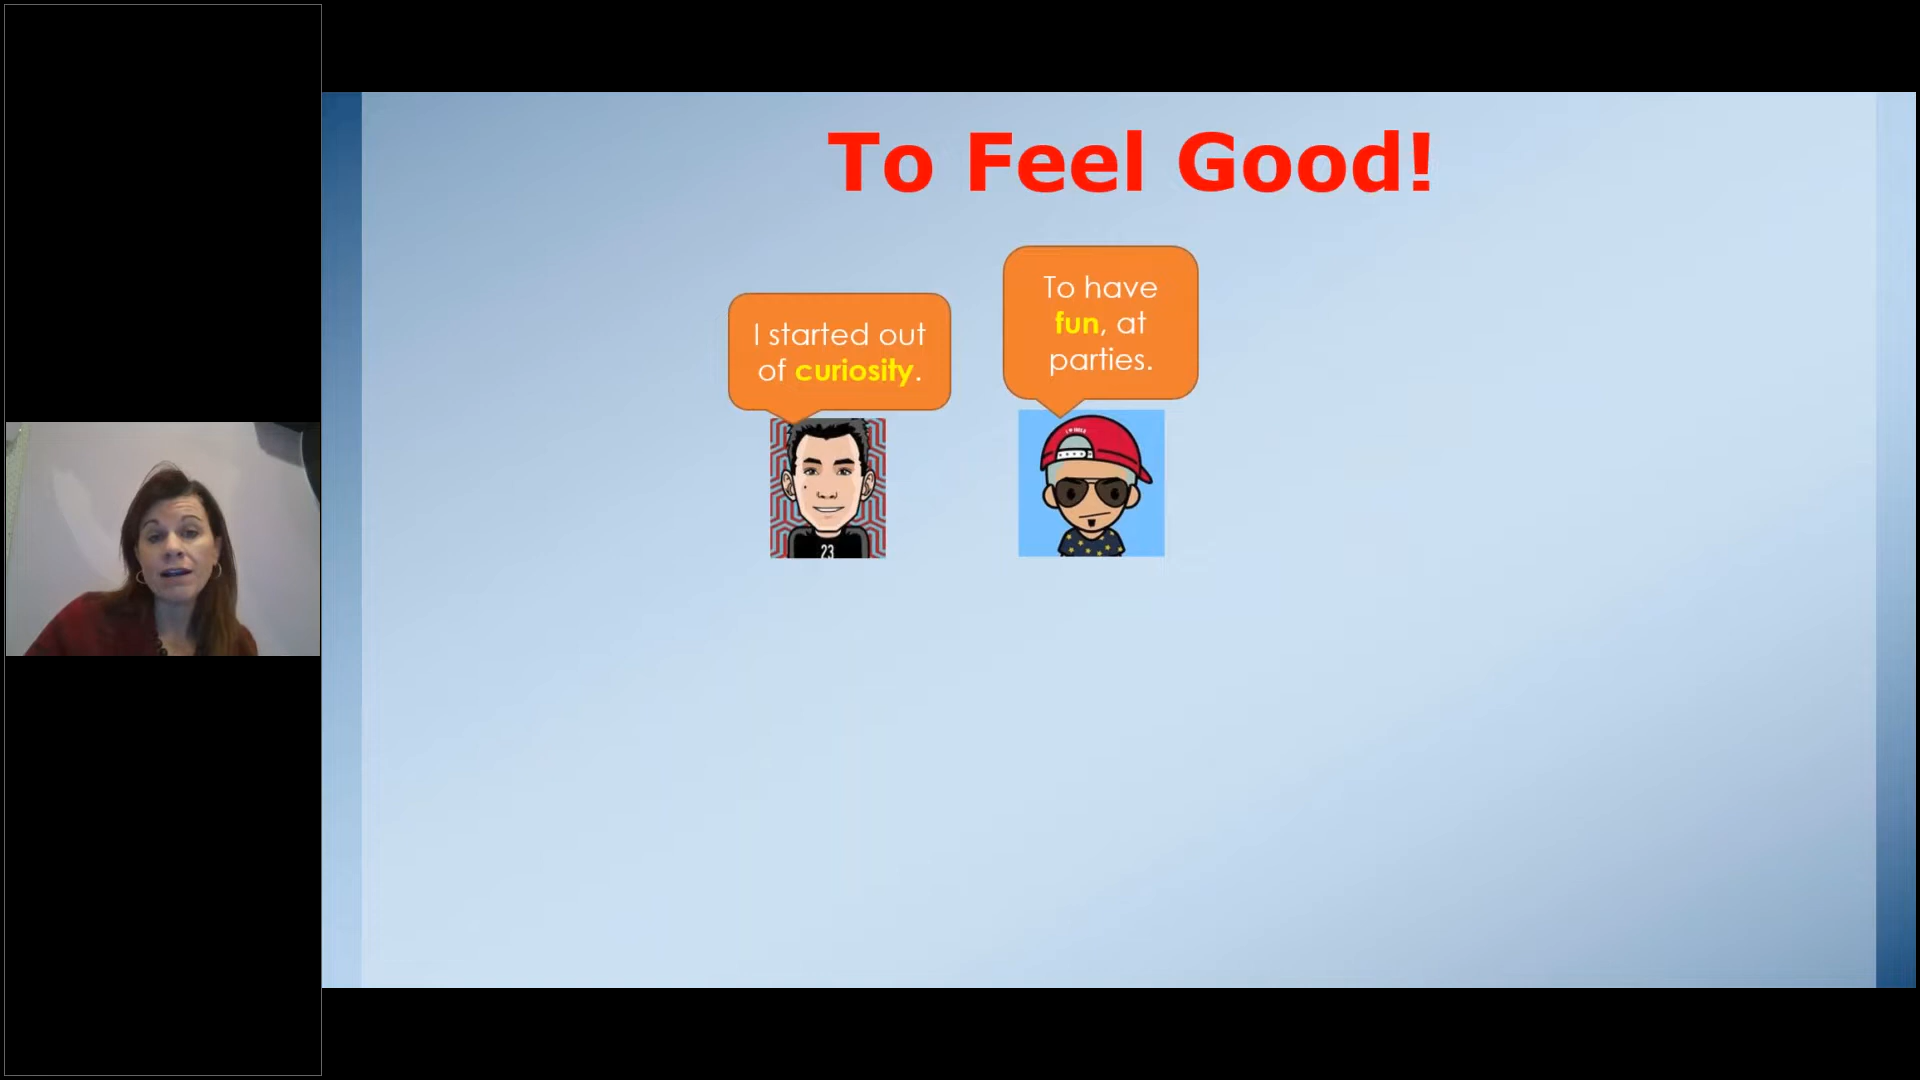 To Feel Good!
I started out
of curiosity.
To have
fun, at
parties.
23